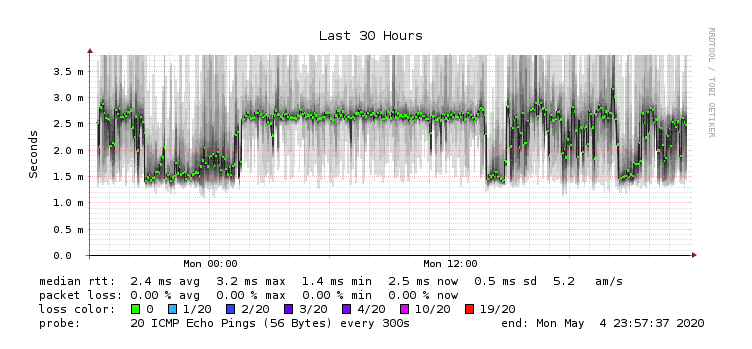 Last 30 Hours
RRDTOOL / TOBI OETIKER
Seconds
3.5 m
3.0 m
2.5 m
2.0 m
1.5 m
1.0 m
0.5 m
0.0
Mon 00:00 Mon 12:00
median rtt: 2.4 ms avg 3.2 ms max 1.4 ms min 2.5 ms now 0.5 ms sd 5.2 am/s
packet loss: 0.00 % avg 0.00 % max 0.00 % min 0.00 % now
loss color: 0 1/20 2/20 3/20 4/20 10/20 19/20
probe: 20 ICMP Echo Pings (56 Bytes) every 300s end: Mon May 4 23:57:37 2020